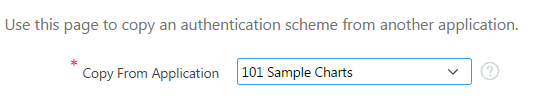 Use this page to copy an authentication scheme from another application.
* Copy From Application 101 Sample Charts ?